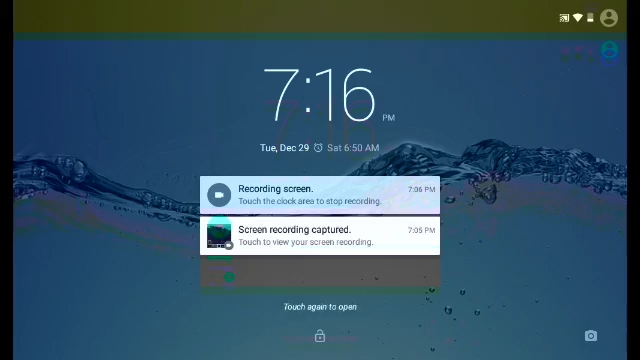 7:16 PM
Tue, Dec 29 Sat 6:50 AM
Recording screen. 7:06 PM
Touch the clock area to stop recording.
Screen recording captured. 7:05 PM
Touch to view your screen recording.
Touch again to open